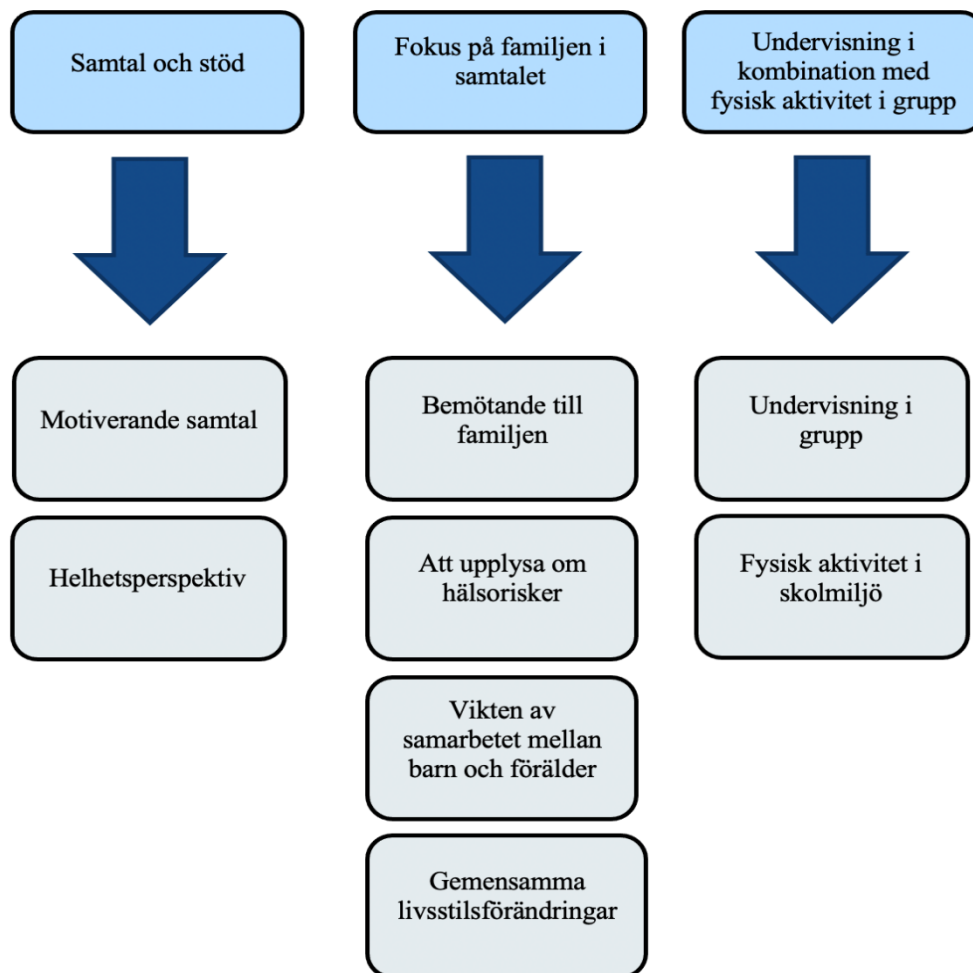 Samtal och stöd
Fokus på familjen i
samtalet
Undervisning i
kombination med
fysisk aktivitet i grupp
Motiverande samtal
Helhetsperspektiv
Bemötande till
familjen
Att upplysa om
hälsorisker
Vikten av
samarbetet mellan
barn och förälder
Gemensamma
livsstilsförändringar
Undervisning i
grupp
Fysisk aktivitet i
skolmiljö